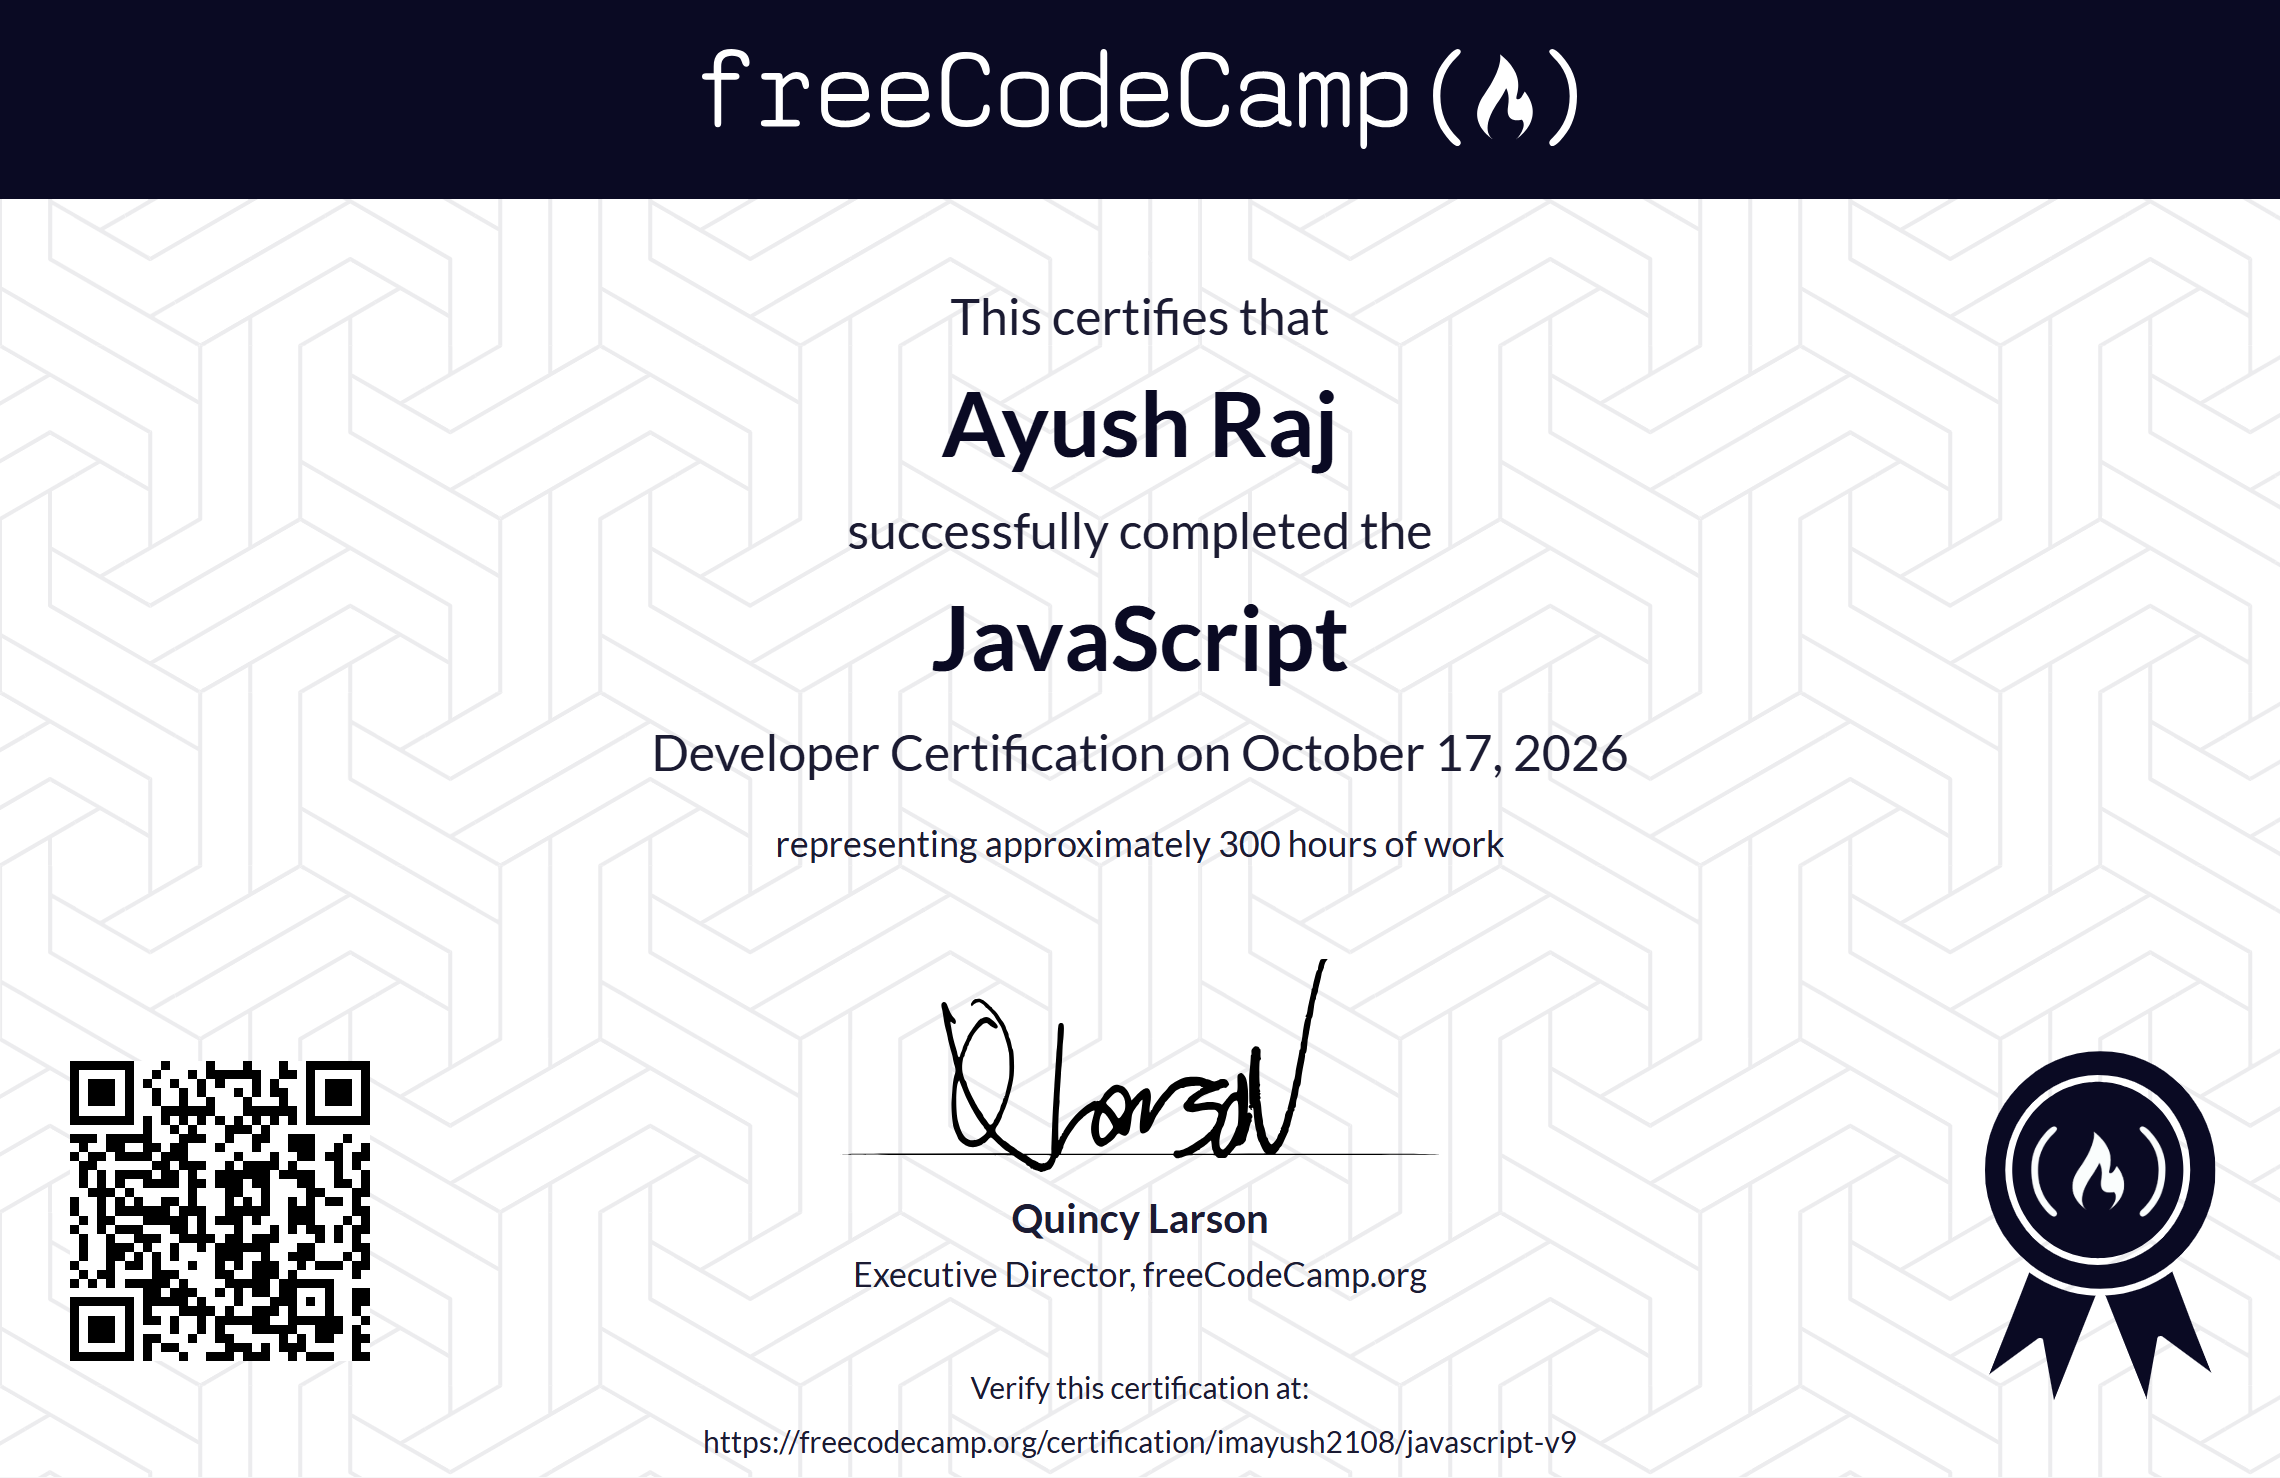 freeCodeCamp
This certifies that
Ayush Raj
successfully completed the
JavaScript
Developer Certification on October 17, 2026
representing approximately 300 hours of work
Quincy Larson
Executive Director, freeCodeCamp.org
Verify this certification at:
https://freecodecamp.org/certification/imayush2108/javascript-v9